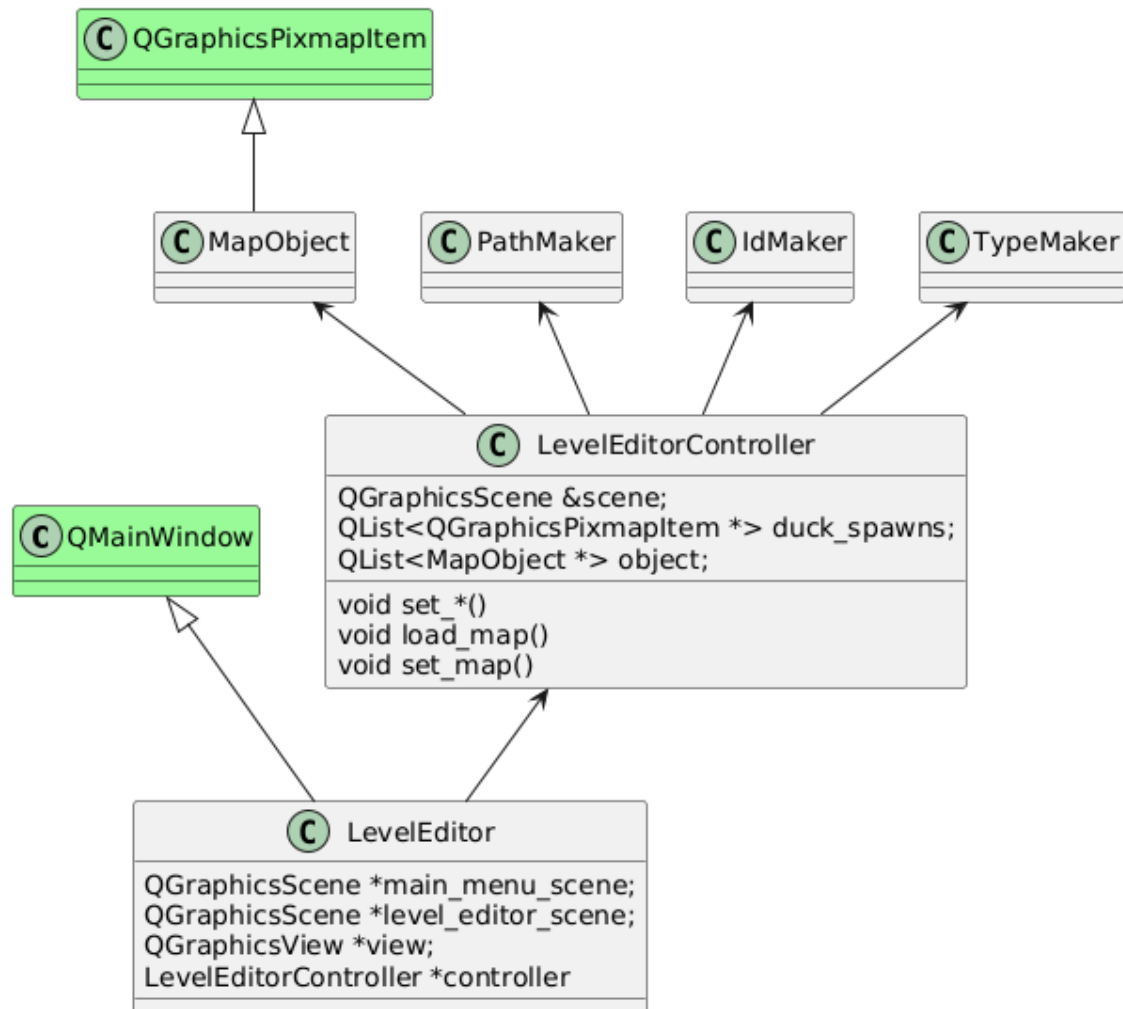 C QGraphicsPixmapItem
C MapObject
C PathMaker
C IdMaker
C TypeMaker
C LevelEditorController
QGraphicsScene &scene;
QList<QGraphicsPixmapItem *> duck_spawns;
QList<MapObject *> object;
void set_*()
void load_map()
void set_map()
C QMainWindow
C LevelEditor
QGraphicsScene *main_menu_scene;
QGraphicsScene *level_editor_scene;
QGraphicsView *view;
LevelEditorController *controller